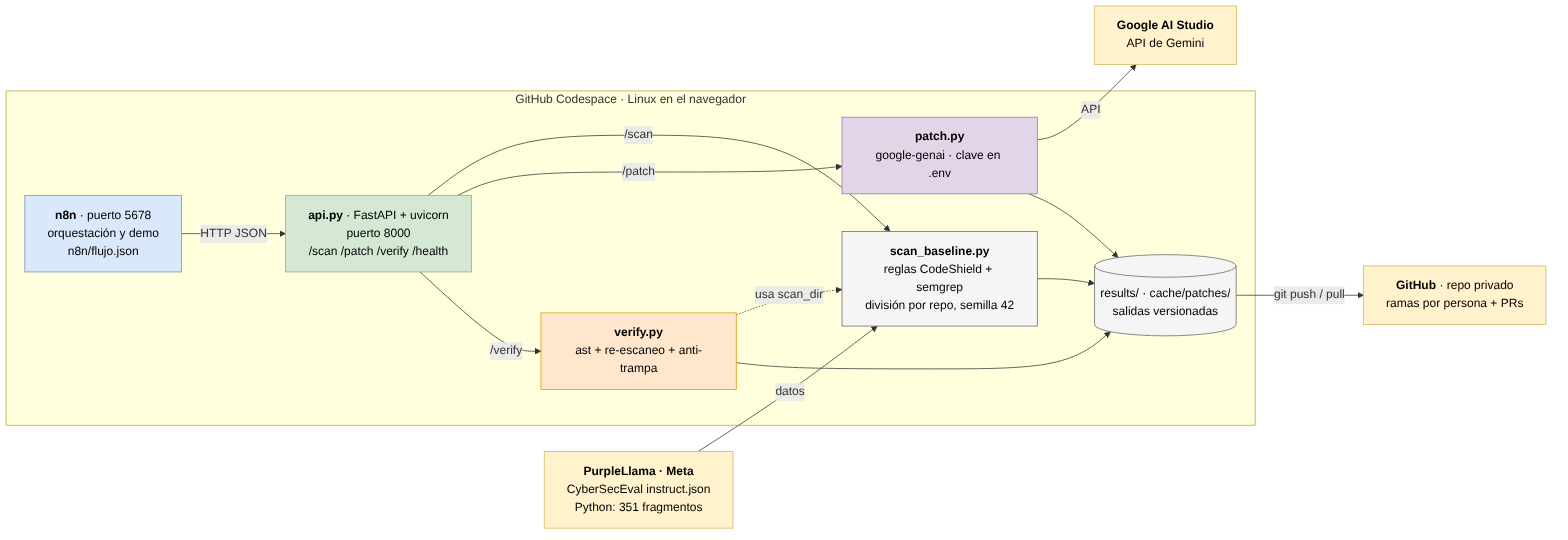 Google AI Studio
API de Gemini
GitHub Codespace · Linux en el navegador
API
/scan
patch.py
google-genai · clave en
.env
/patch
n8n · puerto 5678
orquestación y demo
n8n/flujo.json
HTTP JSON
api.py · FastAPI + uvicorn
puerto 8000
/scan /patch /verify /health
scan_baseline.py
reglas CodeShield +
semgrep
división por repo, semilla 42
usa scan_dir
results/ · cache/patches/
salidas versionadas
git push / pull
GitHub · repo privado
ramas por persona + PRs
/verify
verify.py
ast + re-escaneo + anti-
trampa
datos
PurpleLlama · Meta
CyberSecEval instruct.json
Python: 351 fragmentos